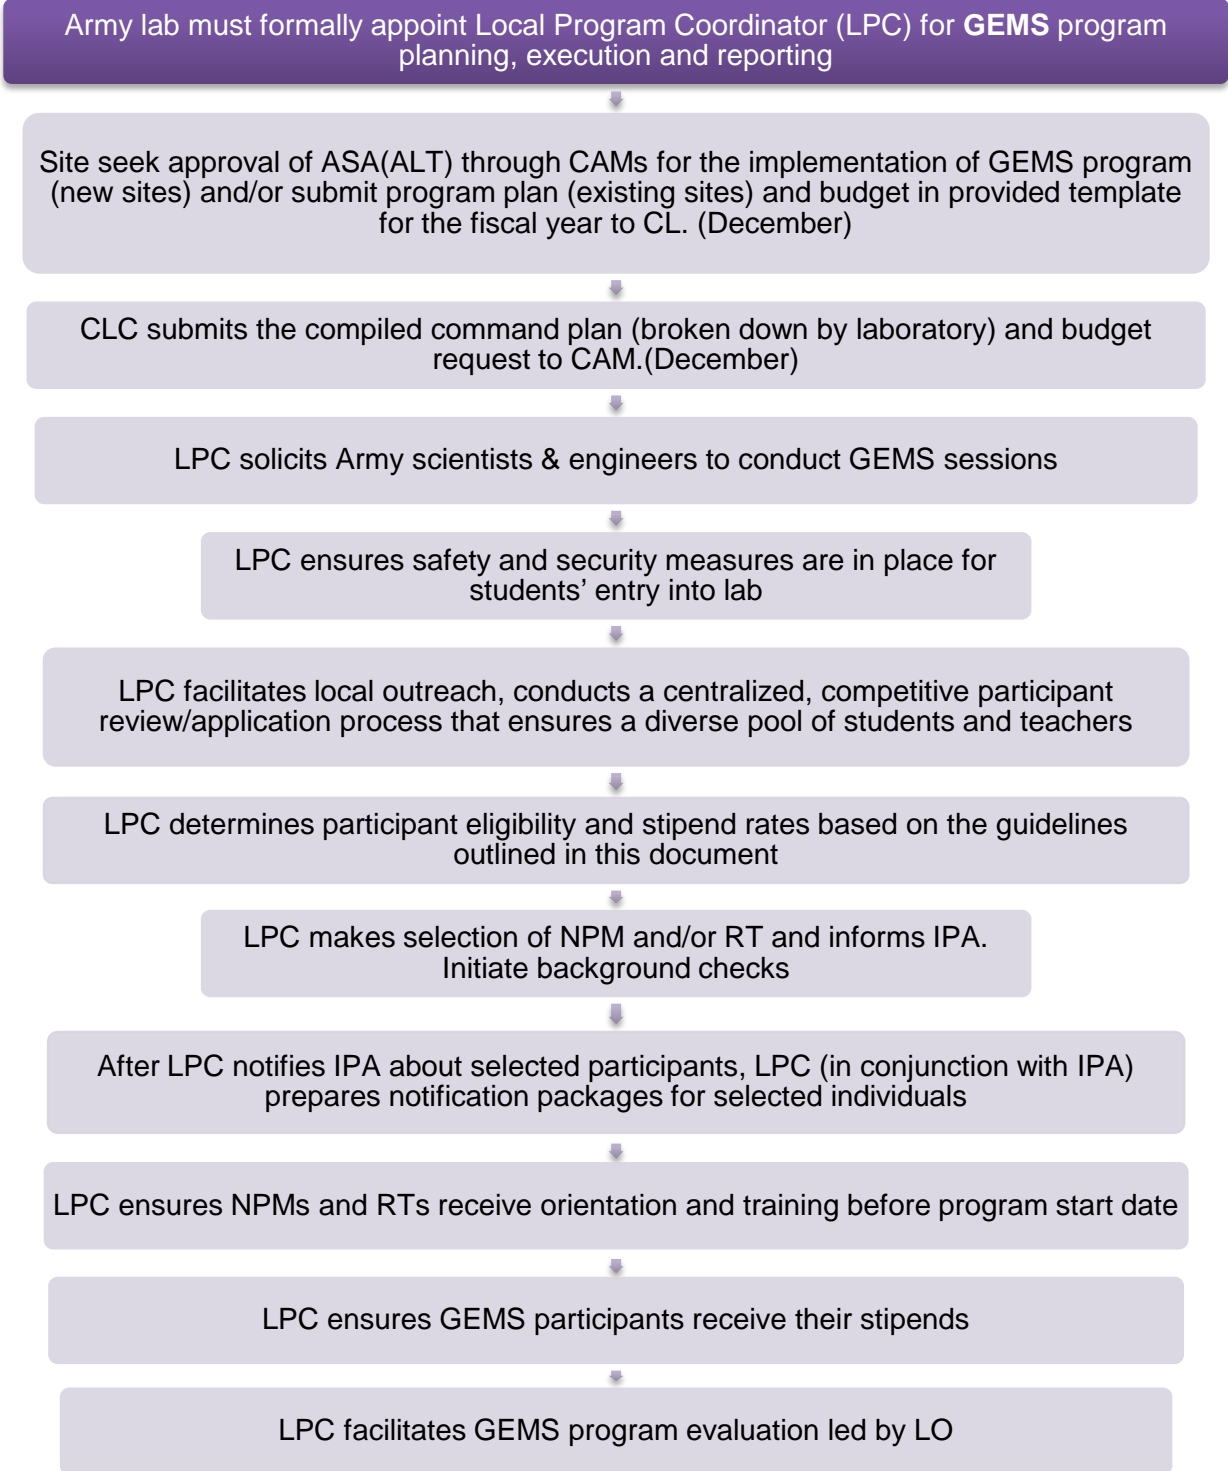 Army lab must formally appoint Local Program Coordinator (LPC) for GEMS program
planning, execution and reporting
Site seek approval of ASA(ALT) through CAMs for the implementation of GEMS program
(new sites) and/or submit program plan (existing sites) and budget in provided template
for the fiscal year to CL. (December)
CLC submits the compiled command plan (broken down by laboratory) and budget
request to CAM.(December)
LPC solicits Army scientists & engineers to conduct GEMS sessions
LPC ensures safety and security measures are in place for
students’ entry into lab
LPC facilitates local outreach, conducts a centralized, competitive participant
review/application process that ensures a diverse pool of students and teachers
LPC determines participant eligibility and stipend rates based on the guidelines
outlined in this document
LPC makes selection of NPM and/or RT and informs IPA.
Initiate background checks
After LPC notifies IPA about selected participants, LPC (in conjunction with IPA)
prepares notification packages for selected individuals
LPC ensures NPMs and RTs receive orientation and training before program start date
LPC ensures GEMS participants receive their stipends
LPC facilitates GEMS program evaluation led by LO